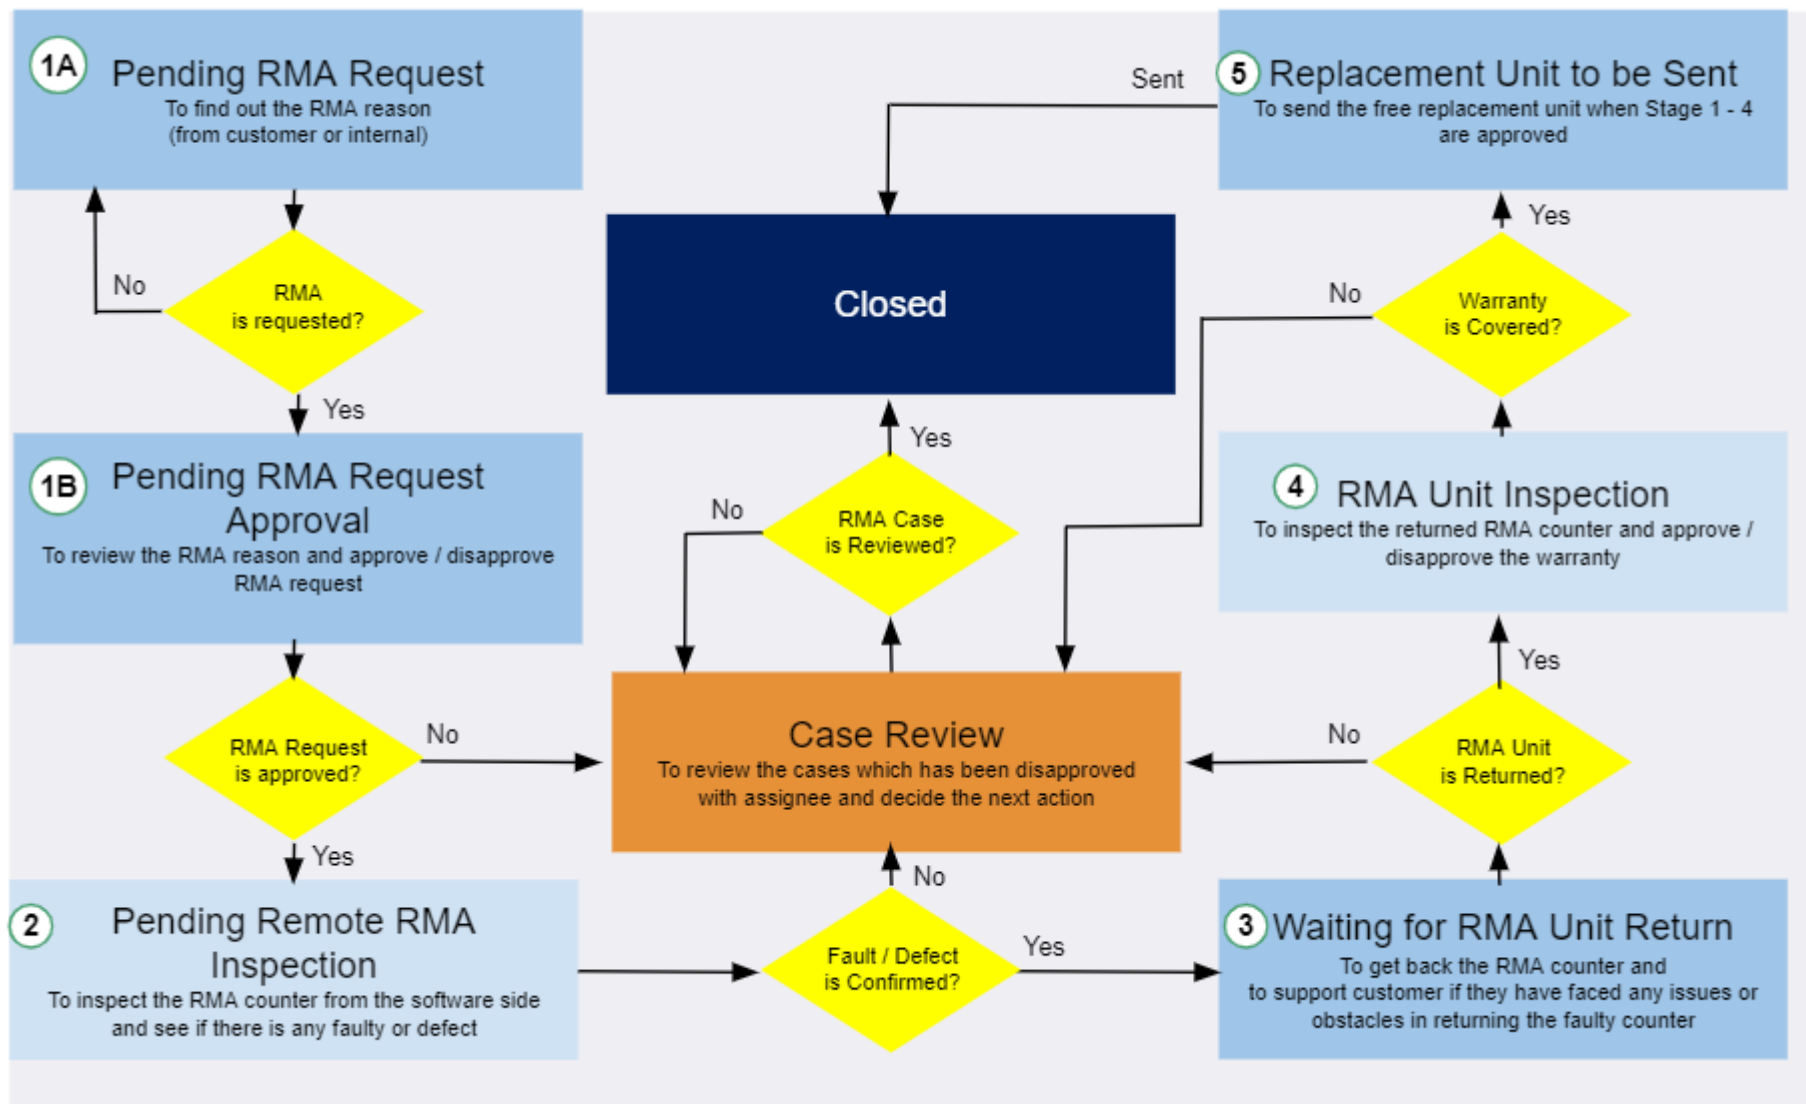 1A
Pending RMA Request
To find out the RMA reason
(from customer or internal)
No
RMA
is requested?
Yes
1B
Pending RMA Request
Approval
To review the RMA reason and approve / disapprove
RMA request
RMA Request
is approved?
No
Yes
2
Pending Remote RMA
Inspection
To inspect the RMA counter from the software side
and see if there is any faulty or defect
Fault / Defect
is Confirmed?
No
Yes
3
Waiting for RMA Unit Return
To get back the RMA counter and
to support customer if they have faced any issues or
obstacles in returning the faulty counter
RMA Unit
is Returned?
No
Yes
4
RMA Unit Inspection
To inspect the returned RMA counter and approve /
disapprove the warranty
Warranty
is Covered?
No
Yes
5
Replacement Unit to be Sent
To send the free replacement unit when Stage 1 - 4
are approved
Sent
Closed
Yes
No
RMA Case
is Reviewed?
Case Review
To review the cases which has been disapproved
with assignee and decide the next action